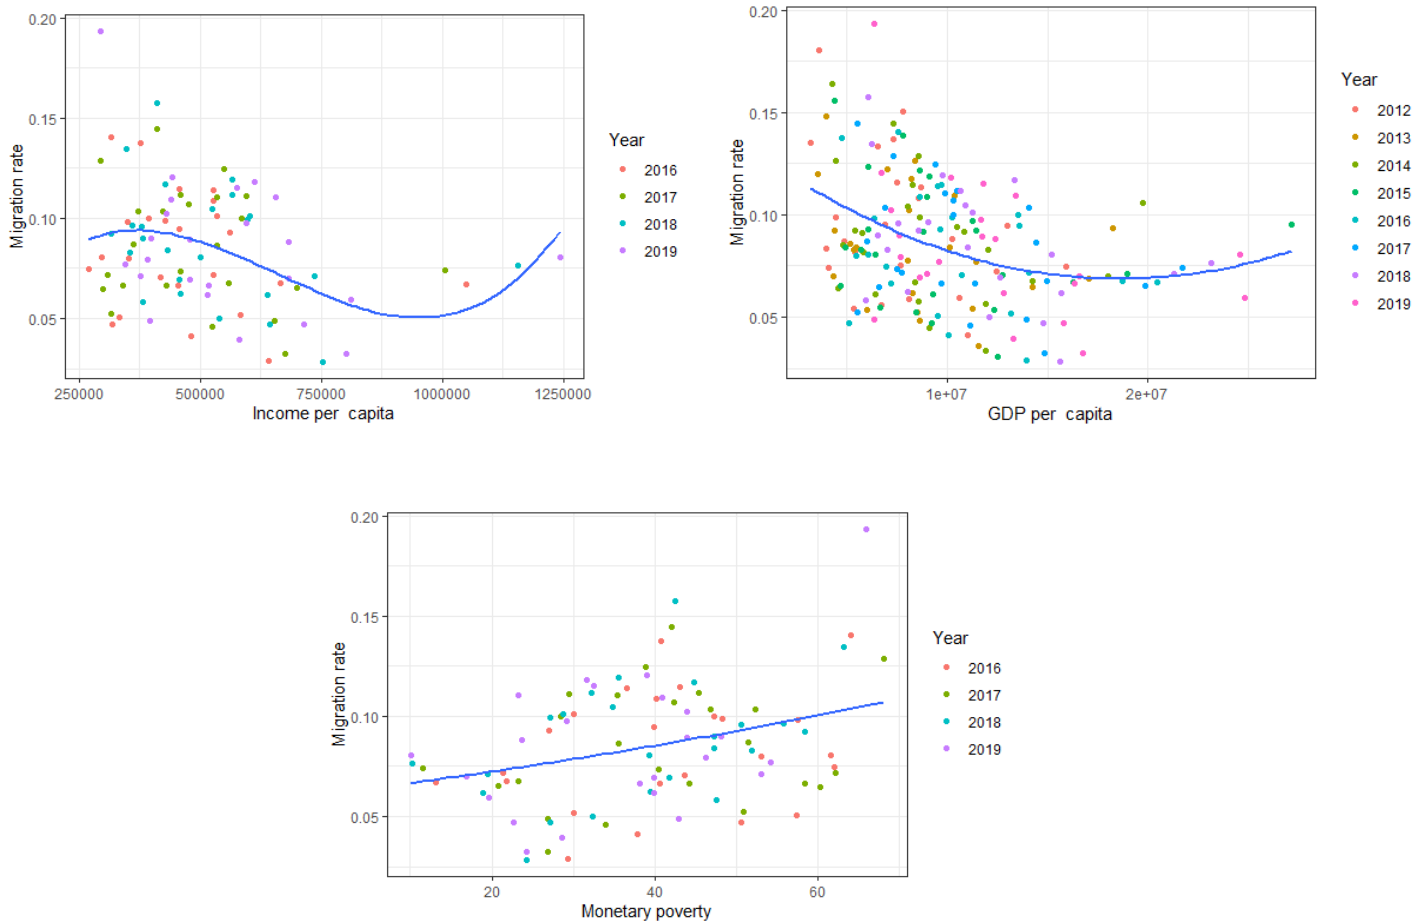 0.20
0.15
0.10
0.05
Migration rate
250000 500000 750000 1000000 1250000
Income per capita
Year
2016
2017
2018
2019
0.20
0.15
0.10
0.05
Migration rate
1e+07 2e+07
GDP per capita
Year
2012
2013
2014
2015
2016
2017
2018
2019
0.20
0.15
0.10
0.05
Migration rate
20 40 60
Monetary poverty
Year
2016
2017
2018
2019